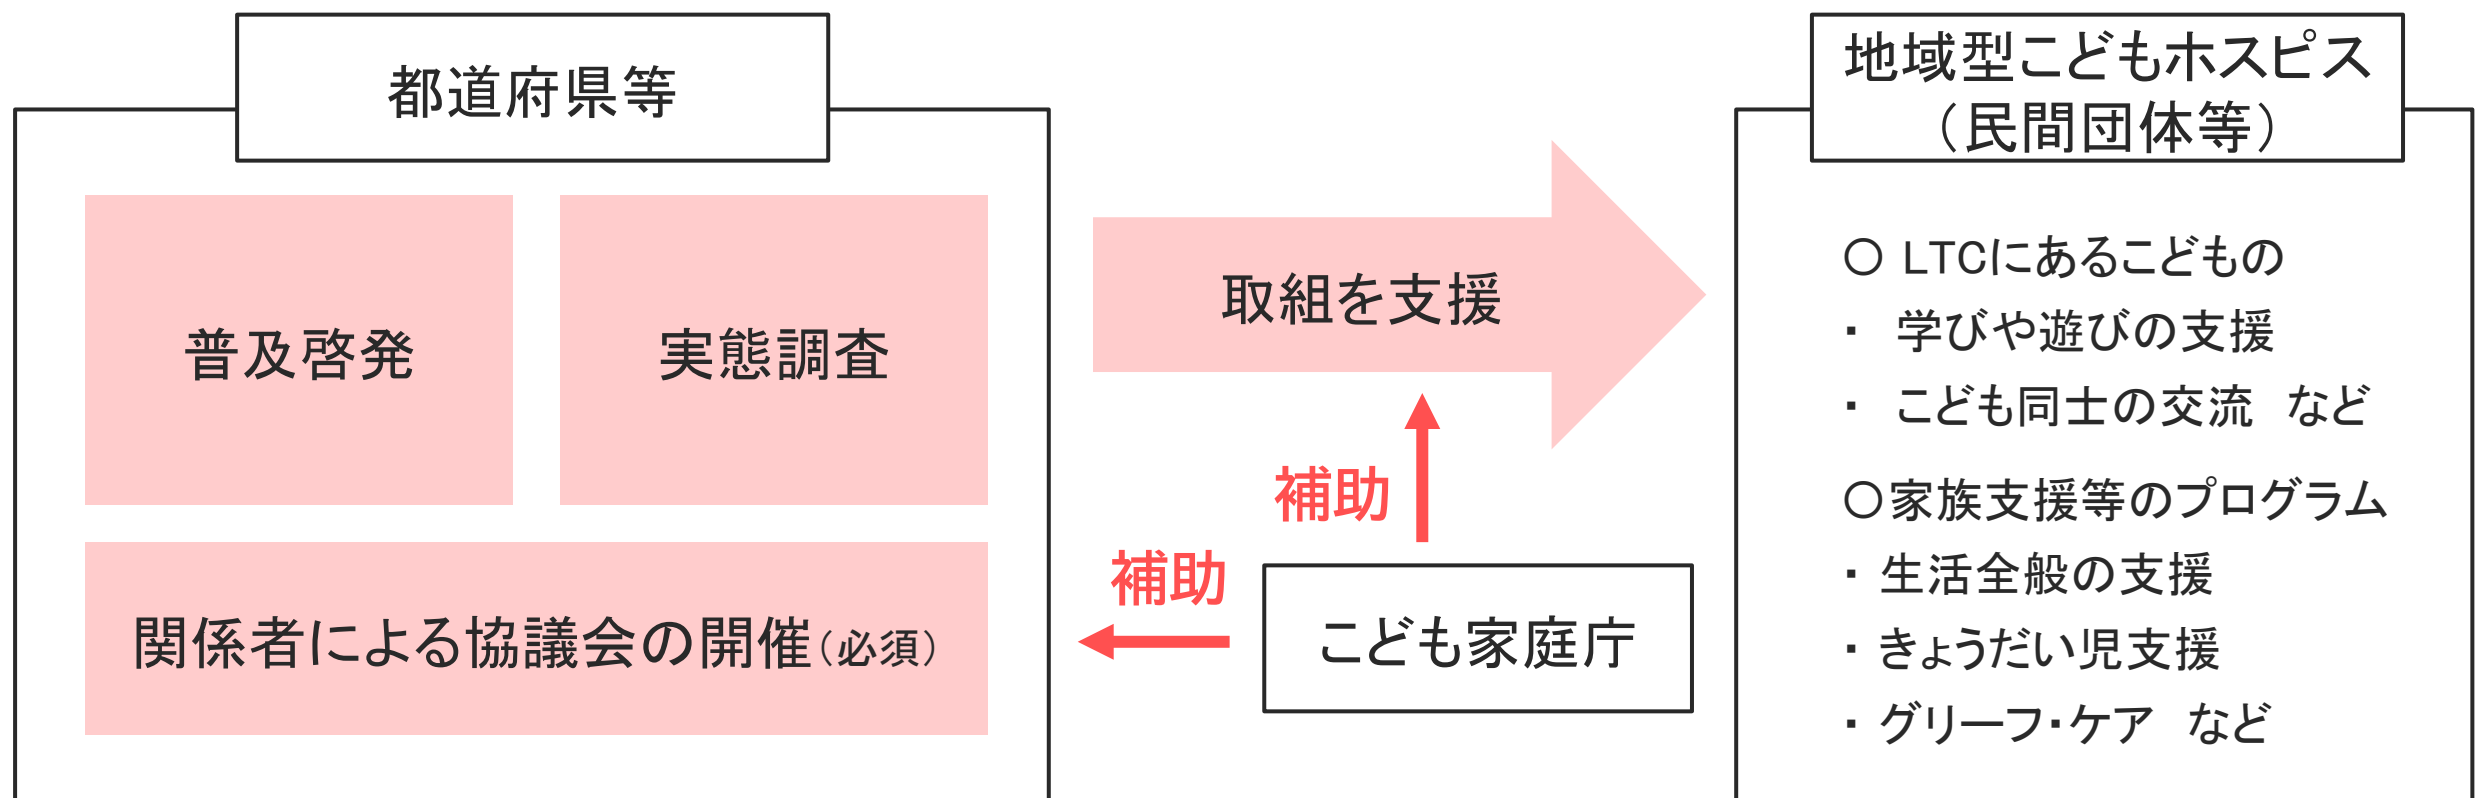 都道府県等
普及啓発
実態調査
関係者による協議会の開催（必須）
取組を支援
補助
補助
こども家庭庁
地域型こどもホスピス
（民間団体等）
〇 LTCにあるこどもの
・ 学びや遊びの支援
・ こども同士の交流　など
〇家族支援等のプログラム
・ 生活全般の支援
・ きょうだい児支援
・ グリーフ・ケア　など